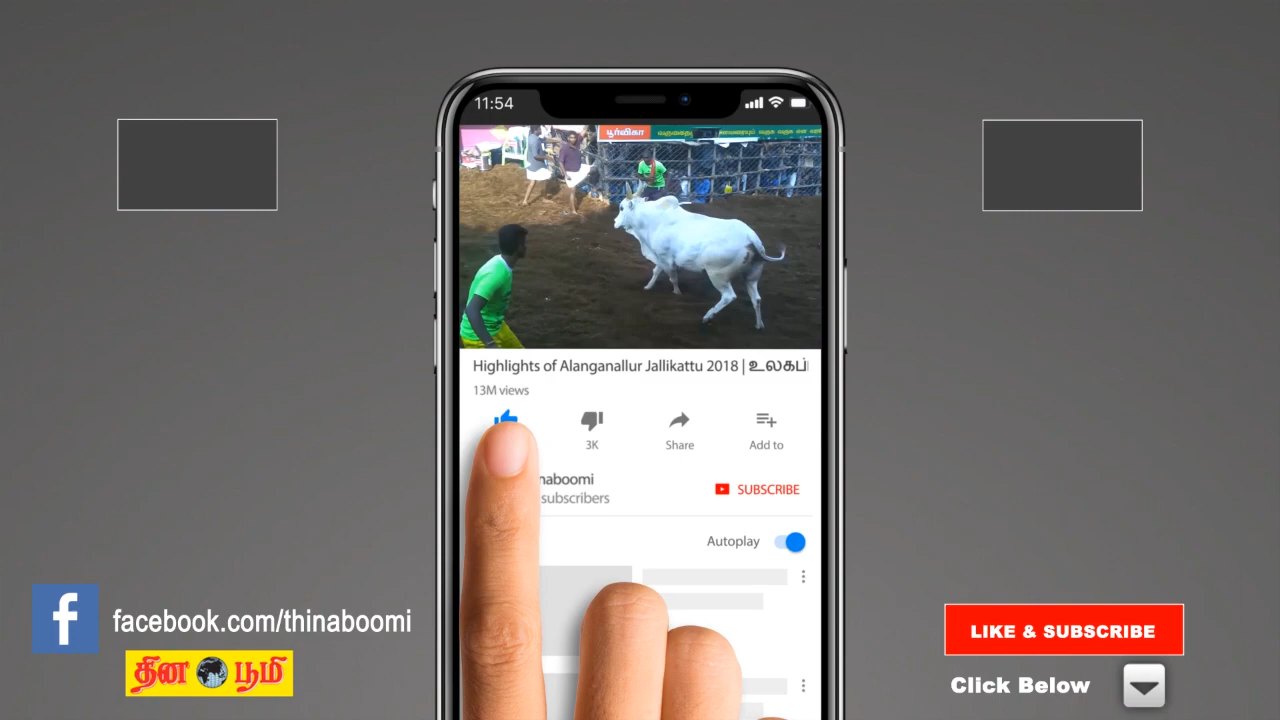 11:54
பூர்விகா
Highlights of Alanganallur Jallikattu 2018 | உலகப்
13M views
3K
Share
Add to
naboomi
subscribers
SUBSCRIBE
Autoplay
f
facebook.com/thinaboomi
தின பூமி
LIKE & SUBSCRIBE
Click Below